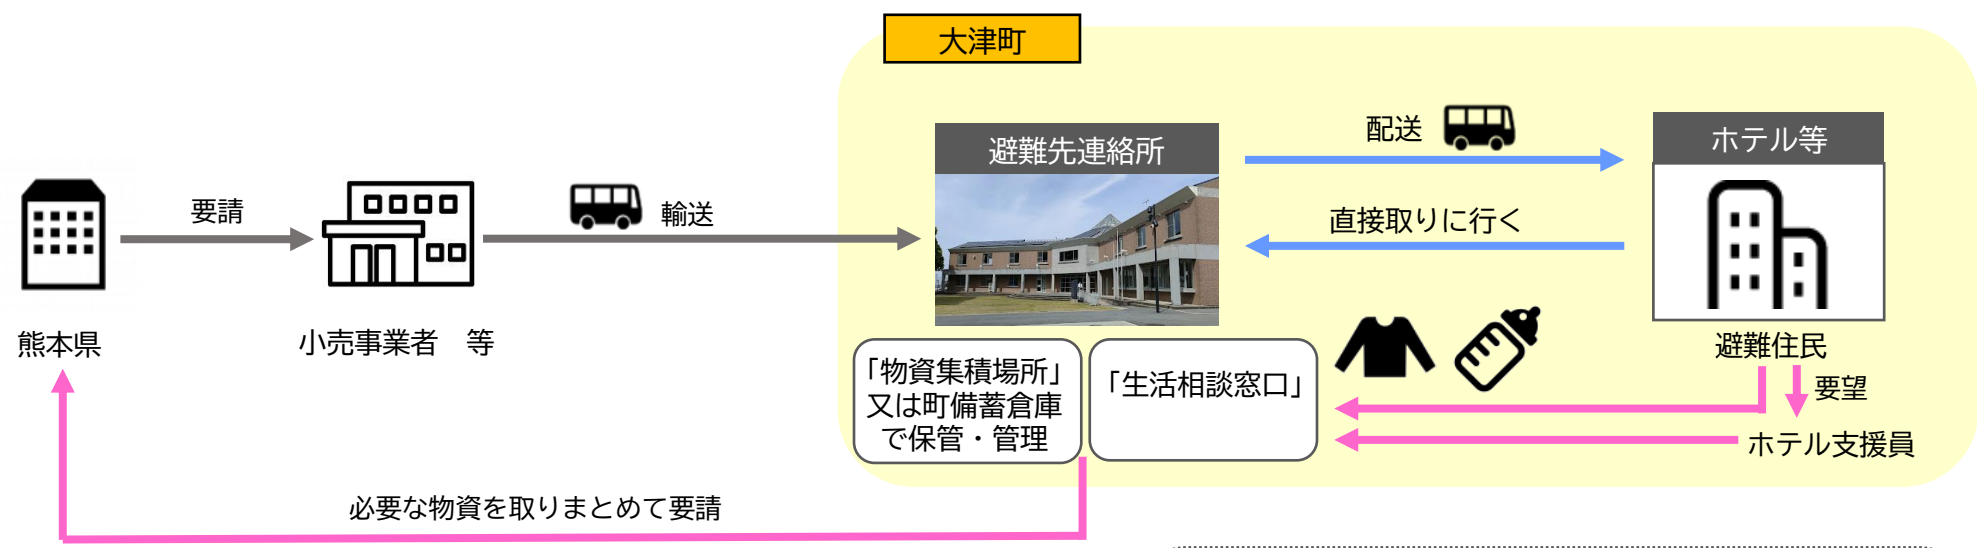 大津町
避難先連絡所
配送
ホテル等
要請
輸送
直接取りに行く
熊本県
小売事業者　等
避難住民
「物資集積場所」
又は町備蓄倉庫
で保管・管理
「生活相談窓口」
要望
ホテル支援員
必要な物資を取りまとめて要請